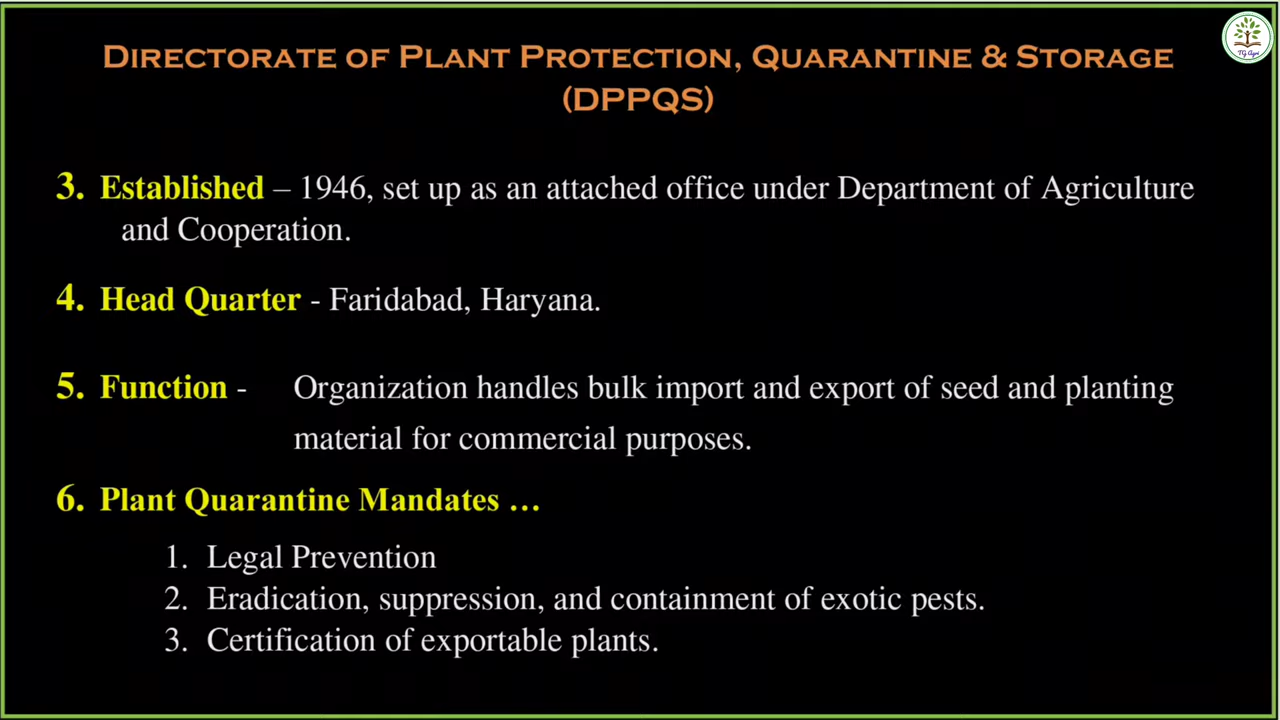 DIRECTORATE OF PLANT PROTECTION, QUARANTINE & STORAGE
(DPPQS)
TG Agri
3. Established – 1946, set up as an attached office under Department of Agriculture
and Cooperation.
4. Head Quarter - Faridabad, Haryana.
5. Function - Organization handles bulk import and export of seed and planting
material for commercial purposes.
6. Plant Quarantine Mandates …
1. Legal Prevention
2. Eradication, suppression, and containment of exotic pests.
3. Certification of exportable plants.